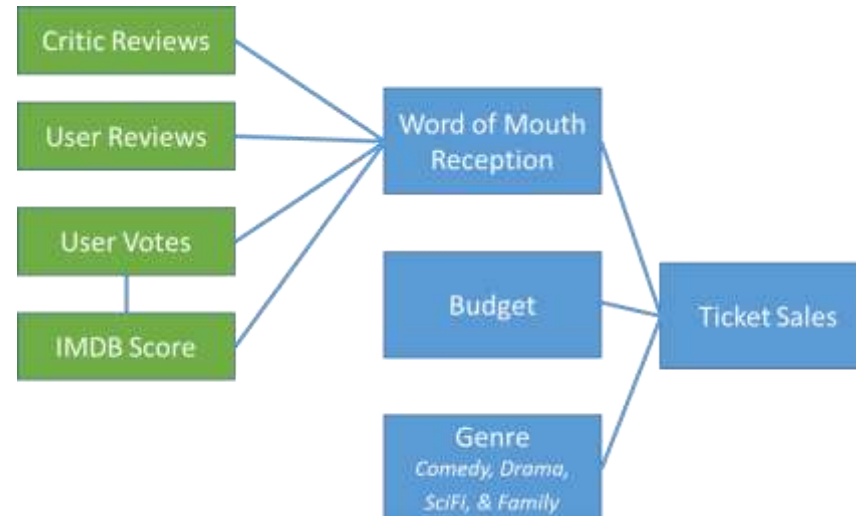 Critic Reviews
User Reviews
User Votes
IMDB Score
Word of Mouth
Reception
Budget
Genre
Comedy, Drama,
SciFi, & Family
Ticket Sales